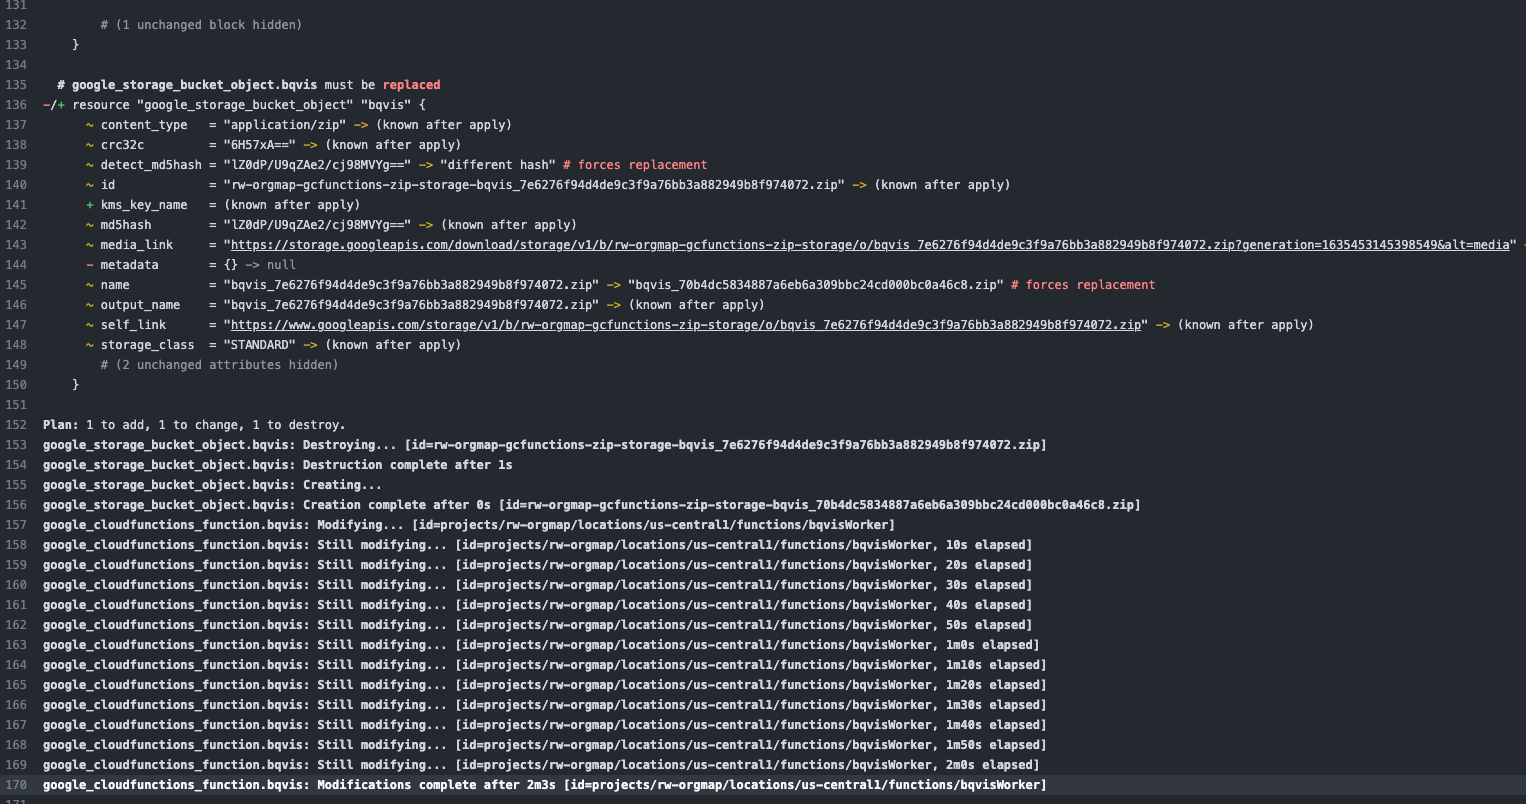 131
132 # (1 unchanged block hidden)
133 }
134
135 # google_storage_bucket_object.bqvis must be replaced
136 -/+ resource "google_storage_bucket_object" "bqvis" {
137 ~ content_type = "application/zip" -> (known after apply)
138 ~ crc32c = "6H57xA==" -> (known after apply)
139 ~ detect_md5hash = "lZ0dP/U9qZAe2/cj98MVYg==" -> "different hash" # forces replacement
140 ~ id = "rw-orgmap-gcfunctions-zip-storage-bqvis_7e6276f94d4de9c3f9a76bb3a882949b8f974072.zip" -> (known after apply)
141 + kms_key_name = (known after apply)
142 ~ md5hash = "lZ0dP/U9qZAe2/cj98MVYg==" -> (known after apply)
143 ~ media_link = "https://storage.googleapis.com/download/storage/v1/b/rw-orgmap-gcfunctions-zip-storage/o/bqvis_7e6276f94d4de9c3f9a76bb3a882949b8f974072.zip?generation=1635453145398549&alt=media" -
144 - metadata = {} -> null
145 ~ name = "bqvis_7e6276f94d4de9c3f9a76bb3a882949b8f974072.zip" -> "bqvis_70b4dc5834887a6eb6a309bbc24cd000bc0a46c8.zip" # forces replacement
146 ~ output_name = "bqvis_7e6276f94d4de9c3f9a76bb3a882949b8f974072.zip" -> (known after apply)
147 ~ self_link = "https://www.googleapis.com/storage/v1/b/rw-orgmap-gcfunctions-zip-storage/o/bqvis_7e6276f94d4de9c3f9a76bb3a882949b8f974072.zip" -> (known after apply)
148 ~ storage_class = "STANDARD" -> (known after apply)
149 # (2 unchanged attributes hidden)
150 }
151
152 Plan: 1 to add, 1 to change, 1 to destroy.
153 google_storage_bucket_object.bqvis: Destroying... [id=rw-orgmap-gcfunctions-zip-storage-bqvis_7e6276f94d4de9c3f9a76bb3a882949b8f974072.zip]
154 google_storage_bucket_object.bqvis: Destruction complete after 1s
155 google_storage_bucket_object.bqvis: Creating...
156 google_storage_bucket_object.bqvis: Creation complete after 0s [id=rw-orgmap-gcfunctions-zip-storage-bqvis_70b4dc5834887a6eb6a309bbc24cd000bc0a46c8.zip]
157 google_cloudfunctions_function.bqvis: Modifying... [id=projects/rw-orgmap/locations/us-central1/functions/bqvisWorker]
158 google_cloudfunctions_function.bqvis: Still modifying... [id=projects/rw-orgmap/locations/us-central1/functions/bqvisWorker, 10s elapsed]
159 google_cloudfunctions_function.bqvis: Still modifying... [id=projects/rw-orgmap/locations/us-central1/functions/bqvisWorker, 20s elapsed]
160 google_cloudfunctions_function.bqvis: Still modifying... [id=projects/rw-orgmap/locations/us-central1/functions/bqvisWorker, 30s elapsed]
161 google_cloudfunctions_function.bqvis: Still modifying... [id=projects/rw-orgmap/locations/us-central1/functions/bqvisWorker, 40s elapsed]
162 google_cloudfunctions_function.bqvis: Still modifying... [id=projects/rw-orgmap/locations/us-central1/functions/bqvisWorker, 50s elapsed]
163 google_cloudfunctions_function.bqvis: Still modifying... [id=projects/rw-orgmap/locations/us-central1/functions/bqvisWorker, 1m0s elapsed]
164 google_cloudfunctions_function.bqvis: Still modifying... [id=projects/rw-orgmap/locations/us-central1/functions/bqvisWorker, 1m10s elapsed]
165 google_cloudfunctions_function.bqvis: Still modifying... [id=projects/rw-orgmap/locations/us-central1/functions/bqvisWorker, 1m20s elapsed]
166 google_cloudfunctions_function.bqvis: Still modifying... [id=projects/rw-orgmap/locations/us-central1/functions/bqvisWorker, 1m30s elapsed]
167 google_cloudfunctions_function.bqvis: Still modifying... [id=projects/rw-orgmap/locations/us-central1/functions/bqvisWorker, 1m40s elapsed]
168 google_cloudfunctions_function.bqvis: Still modifying... [id=projects/rw-orgmap/locations/us-central1/functions/bqvisWorker, 1m50s elapsed]
169 google_cloudfunctions_function.bqvis: Still modifying... [id=projects/rw-orgmap/locations/us-central1/functions/bqvisWorker, 2m0s elapsed]
170 google_cloudfunctions_function.bqvis: Modifications complete after 2m3s [id=projects/rw-orgmap/locations/us-central1/functions/bqvisWorker]
171